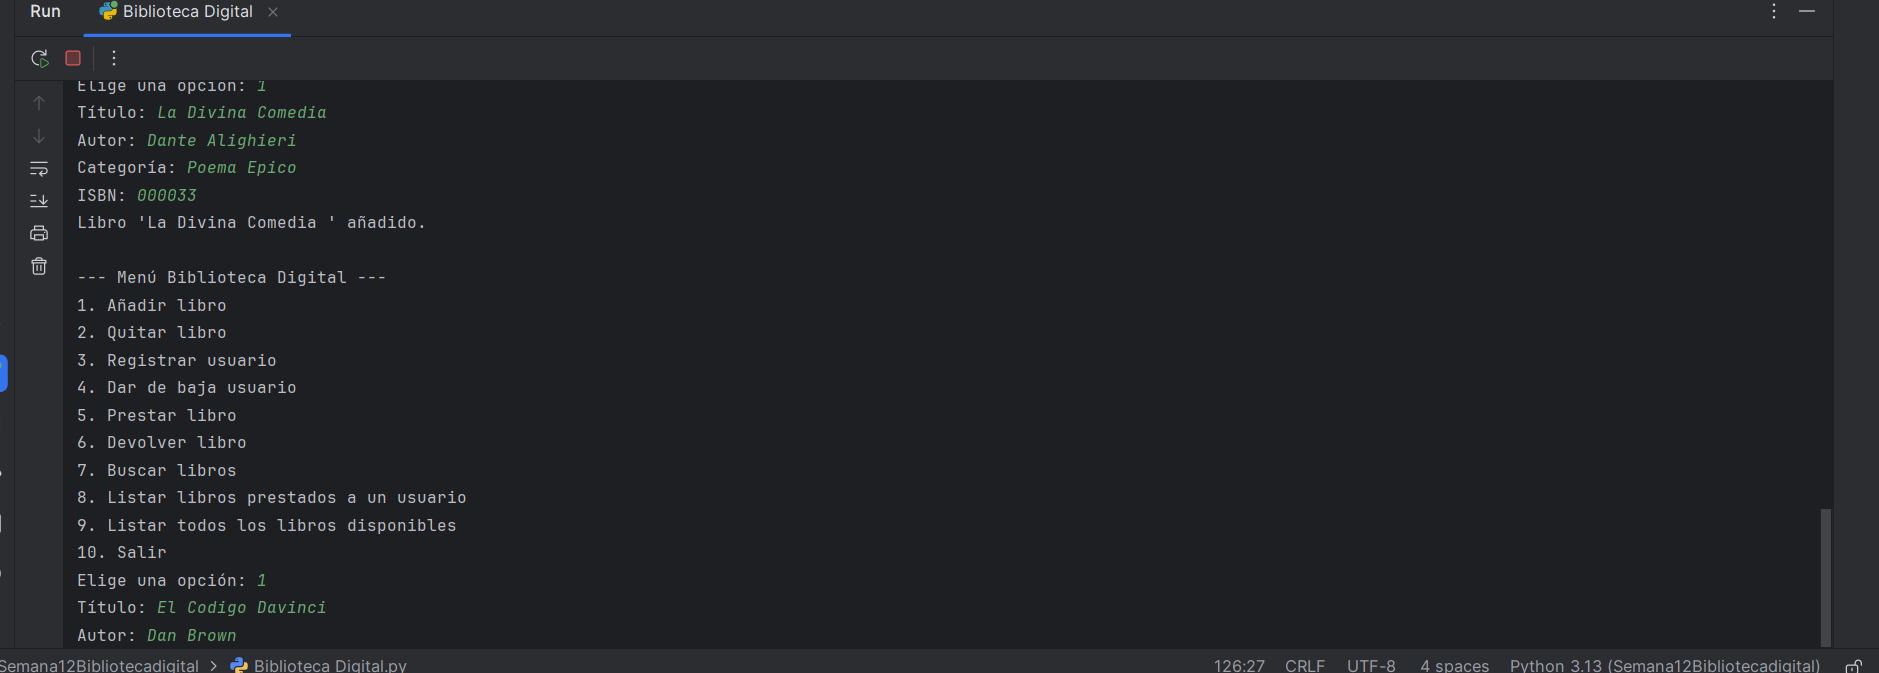 Run Biblioteca Digital
Elige una opción: 1
Título: La Divina Comedia
Autor: Dante Alighieri
Categoría: Poema Epico
ISBN: 000033
Libro 'La Divina Comedia ' añadido.
--- Menú Biblioteca Digital ---
1. Añadir libro
2. Quitar libro
3. Registrar usuario
4. Dar de baja usuario
5. Prestar libro
6. Devolver libro
7. Buscar libros
8. Listar libros prestados a un usuario
9. Listar todos los libros disponibles
10. Salir
Elige una opción: 1
Título: El Codigo Davinci
Autor: Dan Brown
Semana12Bibliotecadigital > Biblioteca Digital.py 126:27 CRLF UTF-8 4 spaces Python 3.13 (Semana12Bibliotecadigital)